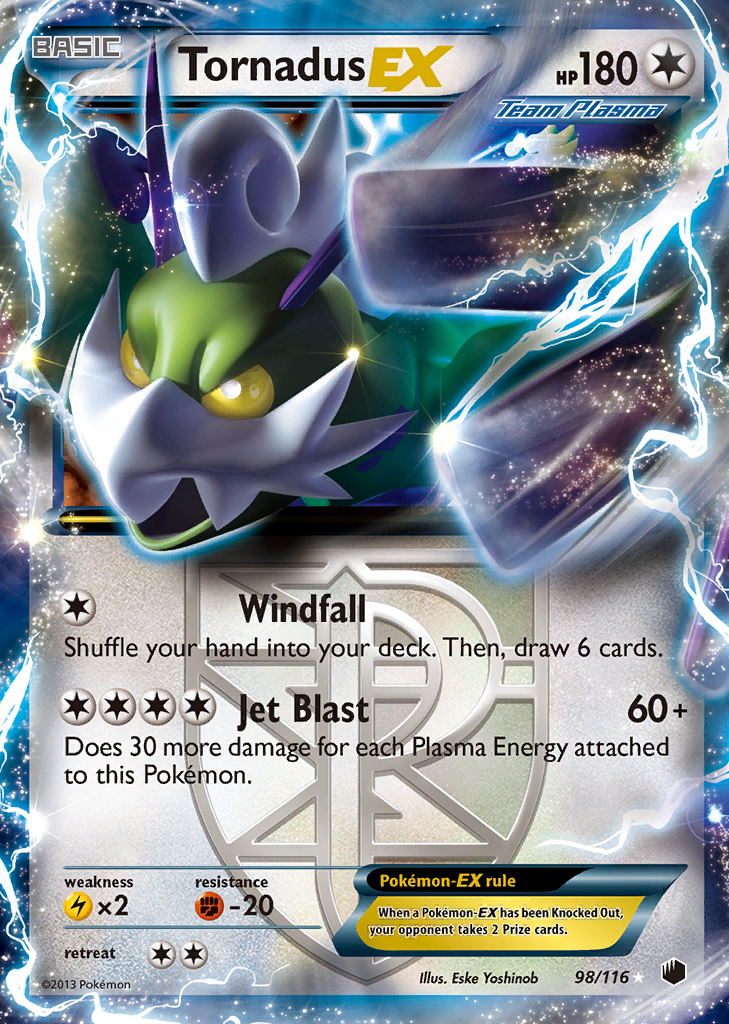 BASIC
Tornadus EX
HP180
Team Plasma
Windfall
Shuffle your hand into your deck. Then, draw 6 cards.
Jet Blast 60+
Does 30 more damage for each Plasma Energy attached
to this Pokémon.
weakness resistance
×2 -20
Pokémon-EX rule
When a Pokémon-EX has been Knocked Out,
your opponent takes 2 Prize cards.
retreat
©2013 Pokémon
Illus. Eske Yoshinob
98/116